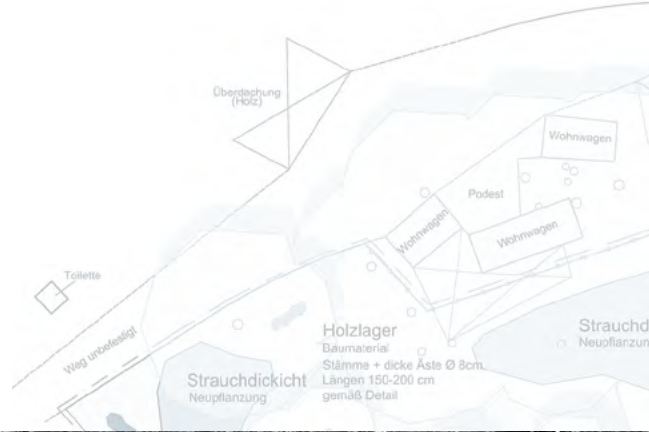 Überdachung
(Holz)
Wohnwagen
Podest
Wohnwagen
Wohnwagen
Toilette
Weg unbefestigt
Holzlager
Baumaterial
Stämme + dicke Äste Ø 8cm
Längen 150-200 cm
gemäß Detail
Strauchd
Neupflanzun
Strauchdickicht
Neupflanzung